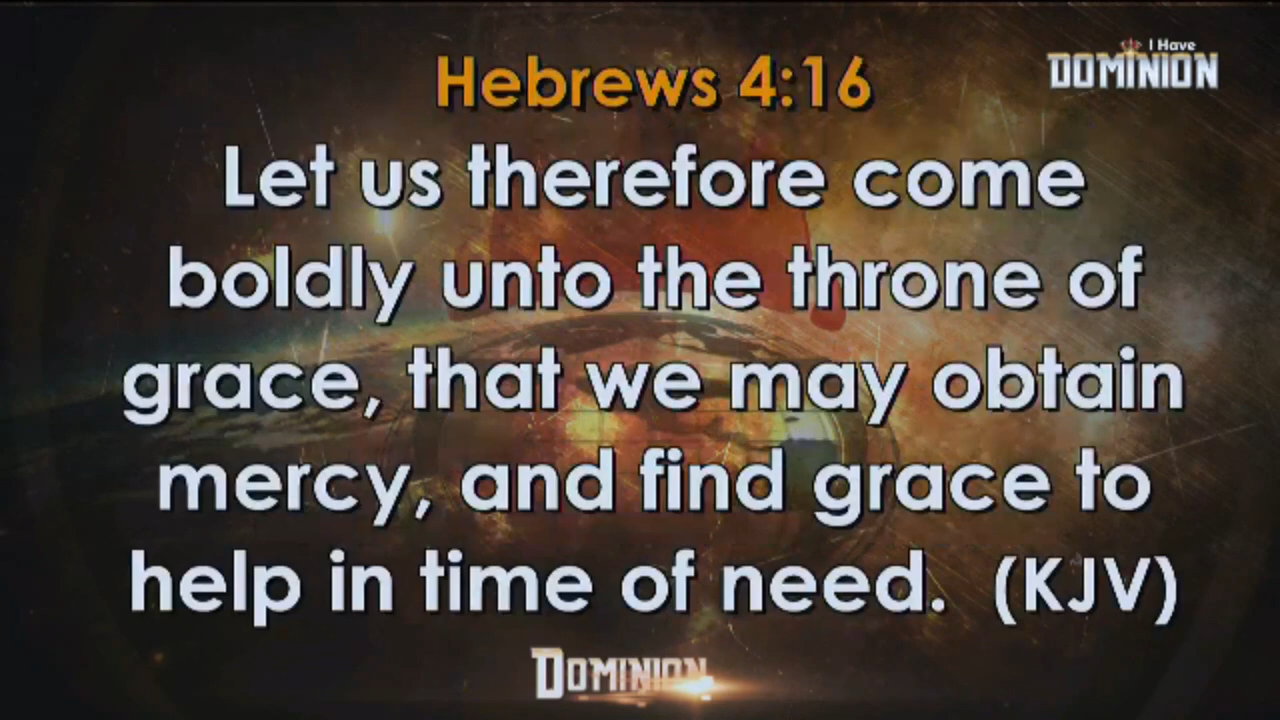 I Have
DOMINION
Hebrews 4:16
Let us therefore come
boldly unto the throne of
grace, that we may obtain
mercy, and find grace to
help in time of need. (KJV)
DOMINION